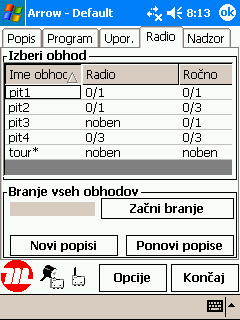 Arrow - Default 8:13 ok
Popis Program Upor. Radio Nadzor
Izberi obhod
Ime obhoc Radio Ročno
pit1 0/1 0/1
pit2 0/1 0/3
pit3 noben 0/1
pit4 0/3 0/3
tour* noben noben
Branje vseh obhodov
Začni branje
Novi popisi Ponovi popise
Opcije Končaj